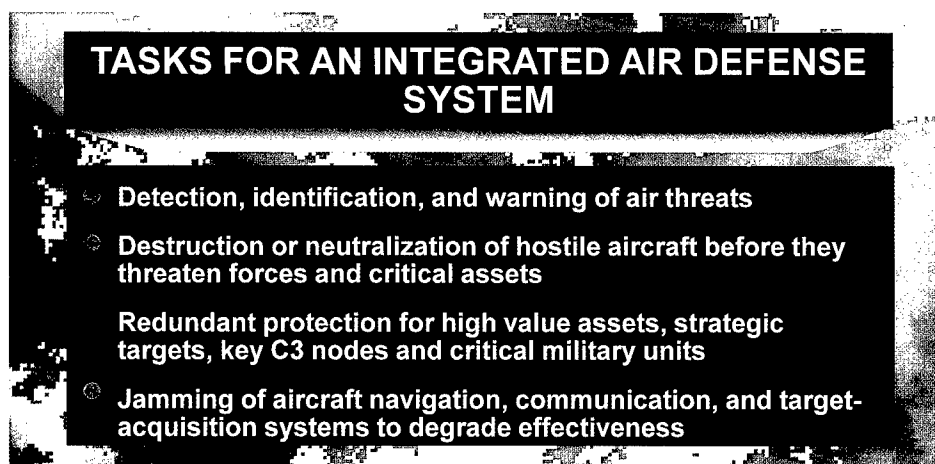 TASKS FOR AN INTEGRATED AIR DEFENSE
SYSTEM
Detection, identification, and warning of air threats
Destruction or neutralization of hostile aircraft before they
threaten forces and critical assets
Redundant protection for high value assets, strategic
targets, key C3 nodes and critical military units
Jamming of aircraft navigation, communication, and target-
acquisition systems to degrade effectiveness